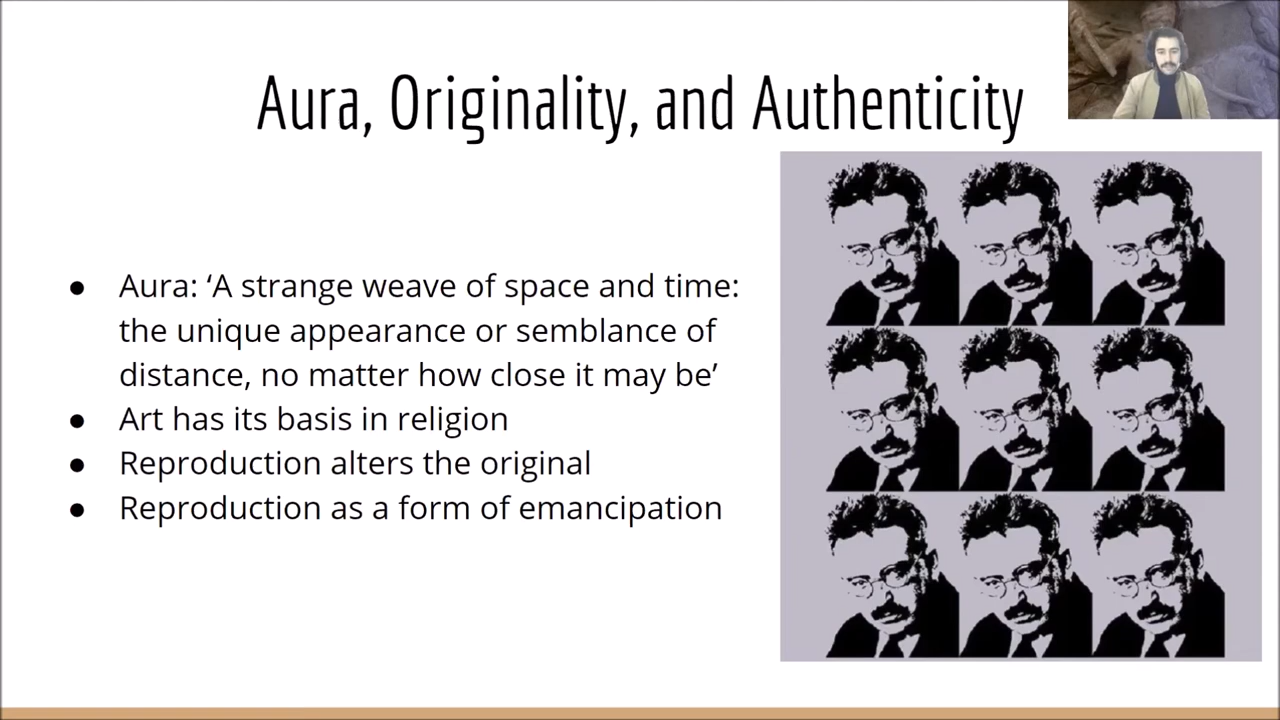 Aura, Originality, and Authenticity
● Aura: ‘A strange weave of space and time:
the unique appearance or semblance of
distance, no matter how close it may be’
● Art has its basis in religion
● Reproduction alters the original
● Reproduction as a form of emancipation